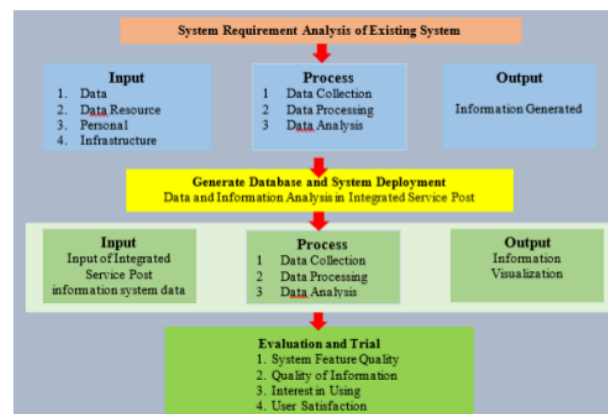 System Requirement Analysis of Existing System
Input
1. Data
2. Data Resource
3. Personal
4. Infrastructure
Process
1 Data Collection
2 Data Processing
3 Data Analysis
Output
Information Generated
Generate Database and System Deployment
Data and Information Analysis in Integrated Service Post
Input
Input of Integrated
Service Post
information system data
Process
1 Data Collection
2 Data Processing
3 Data Analysis
Output
Information
Visualization
Evaluation and Trial
1. System Feature Quality
2. Quality of Information
3. Interest in Using
4. User Satisfaction